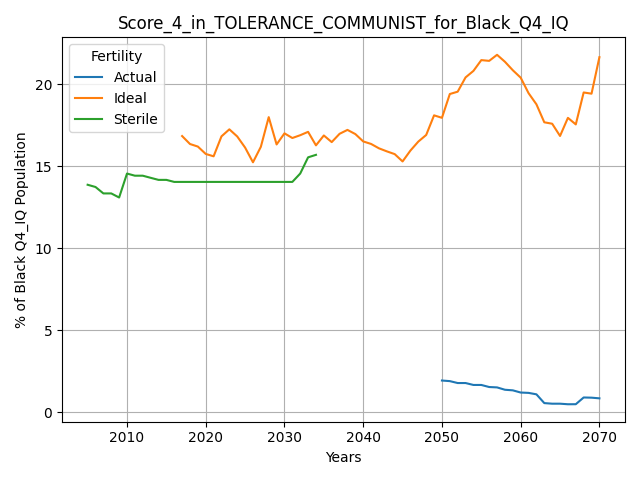 Score_4_in_TOLERANCE_COMMUNIST_for_Black_Q4_IQ
Fertility
Actual
Ideal
Sterile
% of Black Q4_IQ Population
20
15
10
5
0
2010 2020 2030 2040 2050 2060 2070
Years